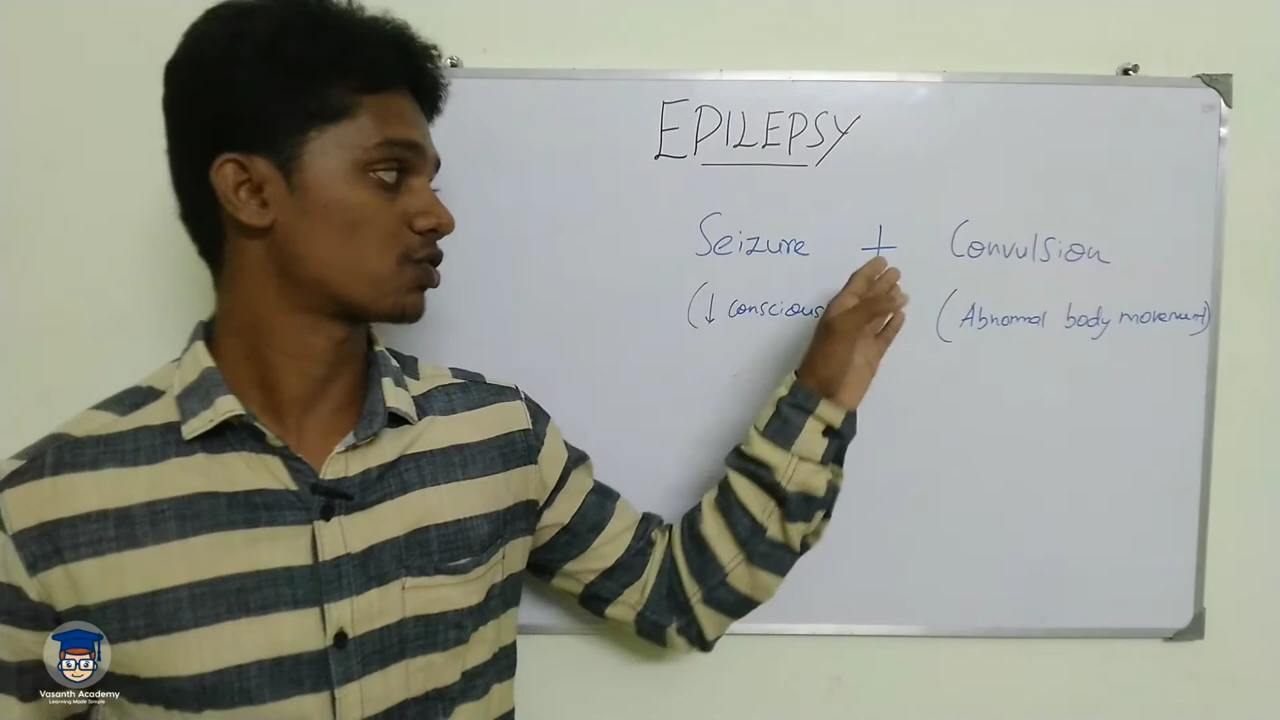 EPILEPSY
Seizure + Convulsion
(↓ conscious (Abnormal body movement)
Vasanth Academy
Learning Made Simple